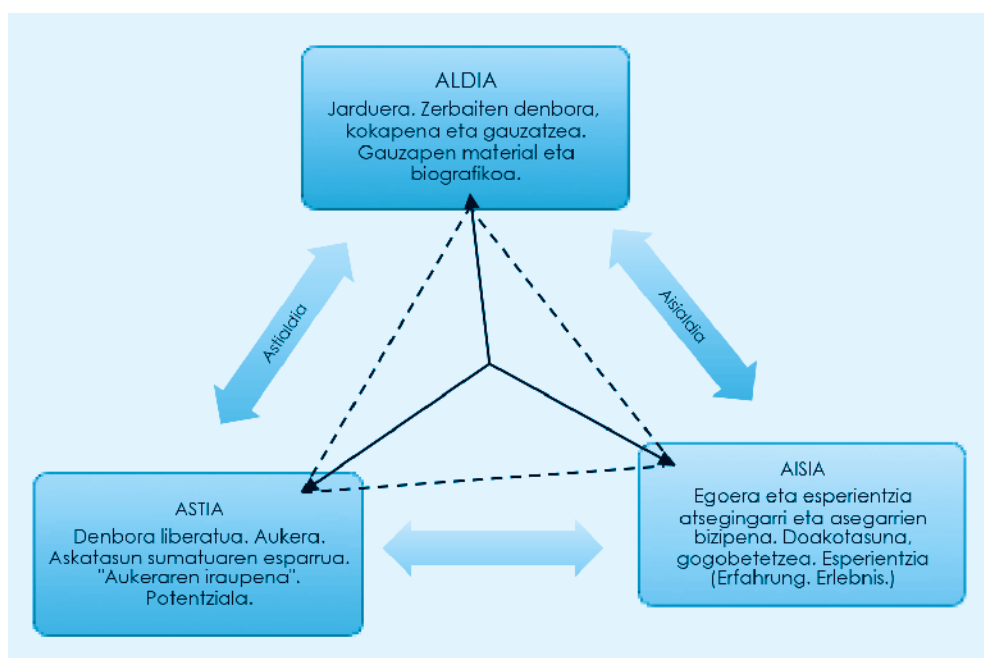 ALDIA
Jarduera. Zerbaiten denbora,
kokapena eta gauzatzea.
Gauzapen material eta
biografikoa.
Astialdia
Aisialdia
ASTIA
Denbora liberatua. Aukera.
Askatasun sumatuaren esparrua.
"Aukeraren iraupena".
Potentziala.
AISIA
Egoera eta esperientzia
atsegingarri eta asegarrien
bizipena. Doakotasuna,
gogobetetzea. Esperientzia
(Erfahrung. Erlebnis.)